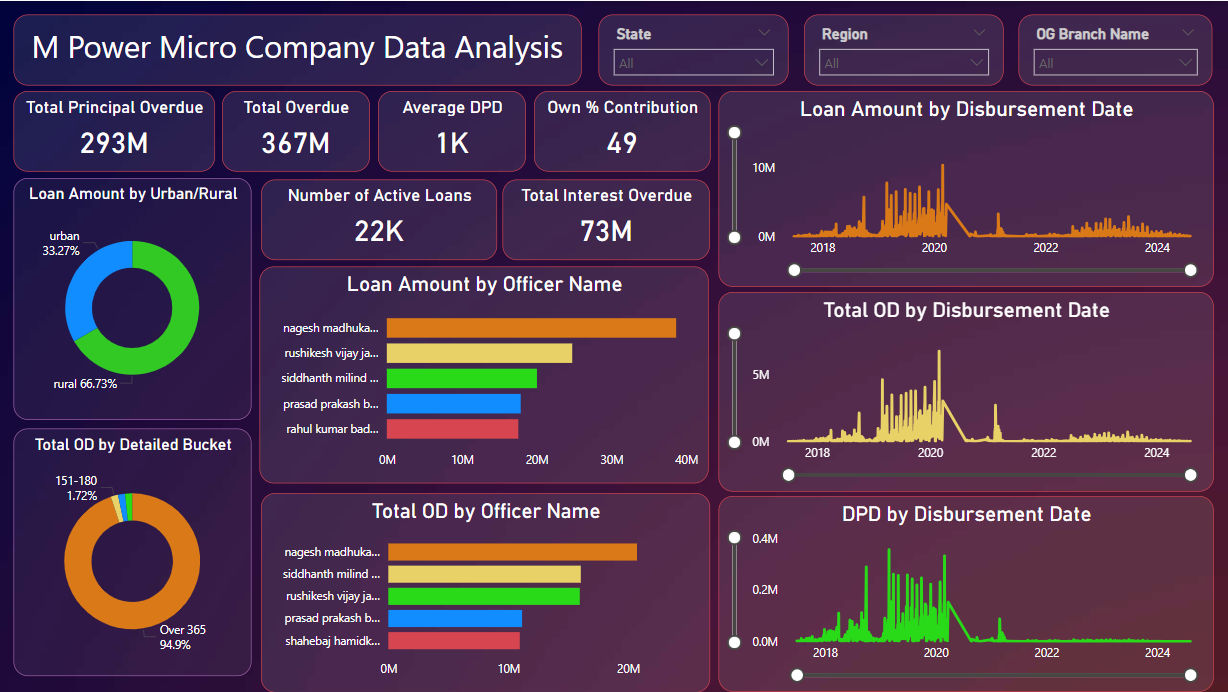 M Power Micro Company Data Analysis
State
All
Region
All
OG Branch Name
All
Total Principal Overdue
293M
Total Overdue
367M
Average DPD
1K
Own % Contribution
49
Number of Active Loans
22K
Total Interest Overdue
73M
Loan Amount by Urban/Rural
urban
33.27%
rural 66.73%
Total OD by Detailed Bucket
151-180
1.72%
Over 365
94.9%
Loan Amount by Officer Name
nagesh madhuka...
rushikesh vijay ja...
siddhanth milind ...
prasad prakash b...
rahul kumar bad...
0M 10M 20M 30M 40M
Total OD by Officer Name
nagesh madhuka...
siddhanth milind ...
rushikesh vijay ja...
prasad prakash b...
shahebaj hamidk...
0M 10M 20M
Loan Amount by Disbursement Date
10M
0M
2018 2020 2022 2024
Total OD by Disbursement Date
5M
0M
2018 2020 2022 2024
DPD by Disbursement Date
0.4M
0.2M
0.0M
2018 2020 2022 2024